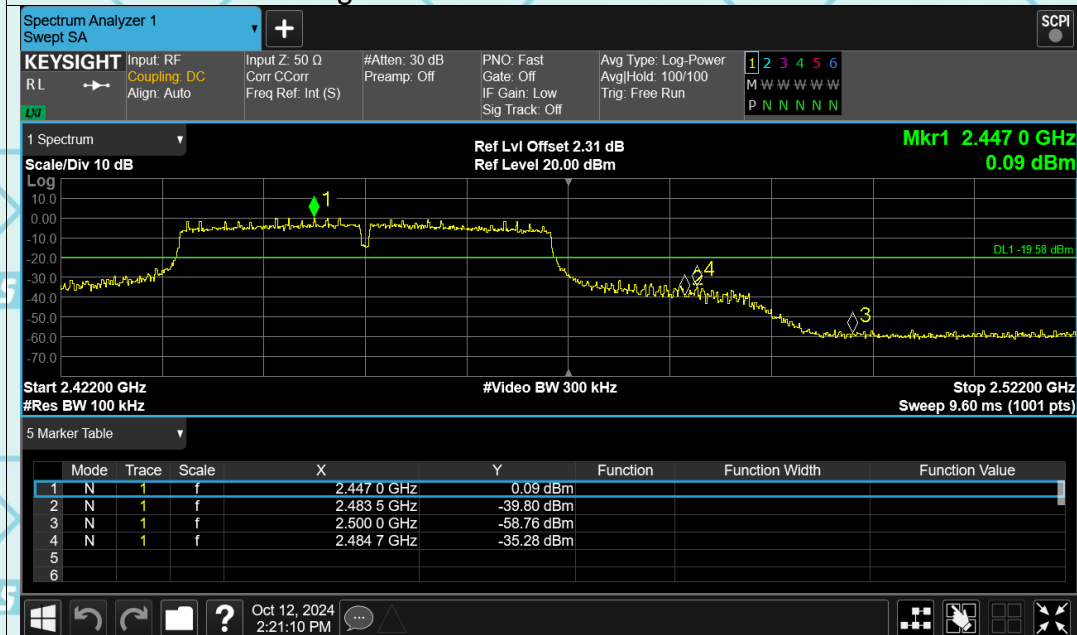 Spectrum Analyzer 1
Swept SA
+
SCPI
KEYSIGHT
R L
LXI
Input: RF
Coupling: DC
Align: Auto
Input Z: 50 Ω
Corr CCorr
Freq Ref: Int (S)
#Atten: 30 dB
Preamp: Off
PNO: Fast
Gate: Off
IF Gain: Low
Sig Track: Off
Avg Type: Log-Power
Avg|Hold: 100/100
Trig: Free Run
1 2 3 4 5 6
M W W W W W
P N N N N N
1 Spectrum
Scale/Div 10 dB
Ref Lvl Offset 2.31 dB
Ref Level 20.00 dBm
Mkr1 2.447 0 GHz
0.09 dBm
Log
10.0
0.00
-10.0
-20.0
-30.0
-40.0
-50.0
-60.0
-70.0
1
4
3
DL1 -19.58 dBm
Start 2.42200 GHz
#Video BW 300 kHz
Stop 2.52200 GHz
#Res BW 100 kHz
Sweep 9.60 ms (1001 pts)
5 Marker Table
Mode Trace Scale X Y Function Function Width Function Value
1 N 1 f 2.447 0 GHz 0.09 dBm
2 N 1 f 2.483 5 GHz -39.80 dBm
3 N 1 f 2.500 0 GHz -58.76 dBm
4 N 1 f 2.484 7 GHz -35.28 dBm
5
6
?
Oct 12, 2024
2:21:10 PM